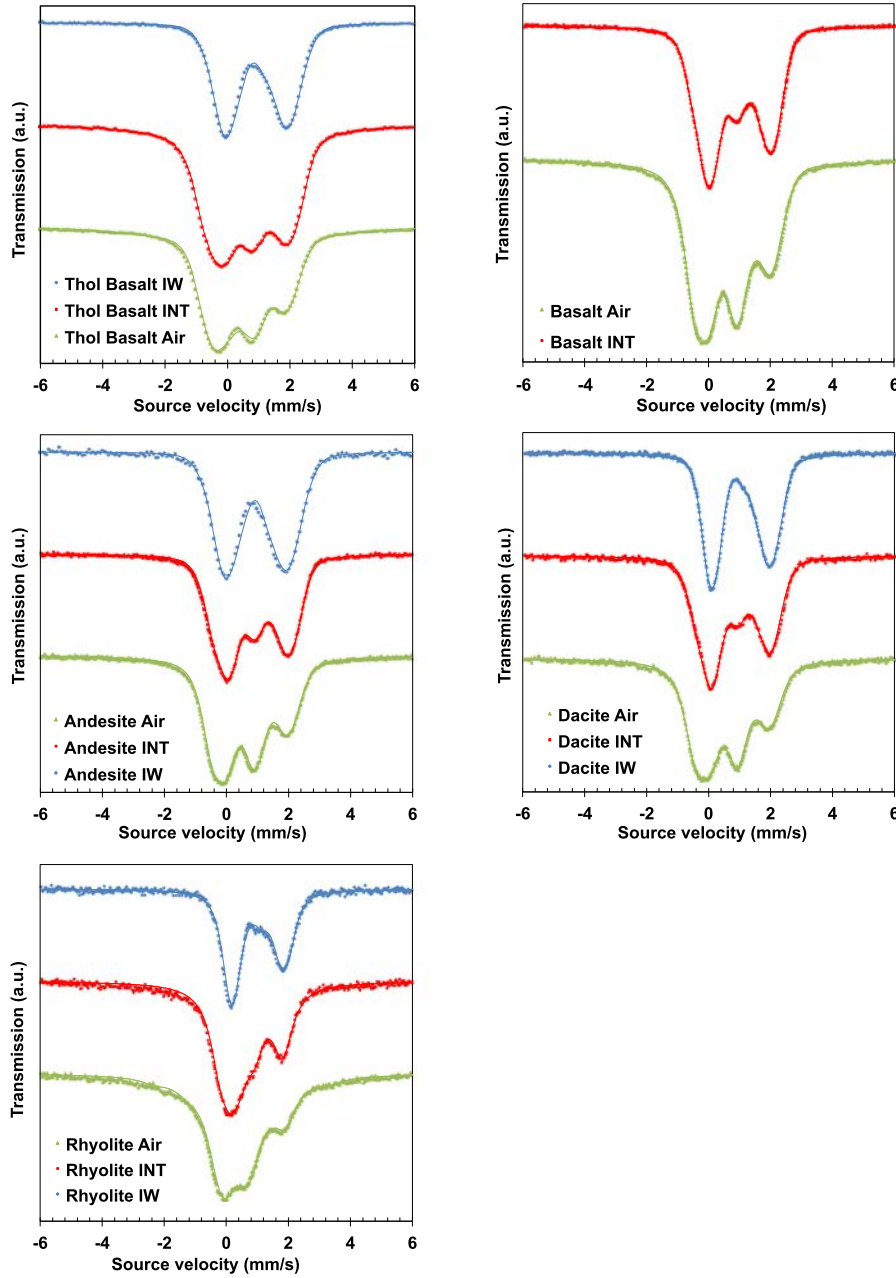 Transmission (a.u.)
Thol Basalt IW
Thol Basalt INT
Thol Basalt Air
-6 -4 -2 0 2 4 6
Source velocity (mm/s)
Transmission (a.u.)
Basalt Air
Basalt INT
-6 -4 -2 0 2 4 6
Source velocity (mm/s)
Transmission (a.u.)
Andesite Air
Andesite INT
Andesite IW
-6 -4 -2 0 2 4 6
Source velocity (mm/s)
Transmission (a.u.)
Dacite Air
Dacite INT
Dacite IW
-6 -4 -2 0 2 4 6
Source velocity (mm/s)
Transmission (a.u.)
Rhyolite Air
Rhyolite INT
Rhyolite IW
-6 -4 -2 0 2 4 6
Source velocity (mm/s)